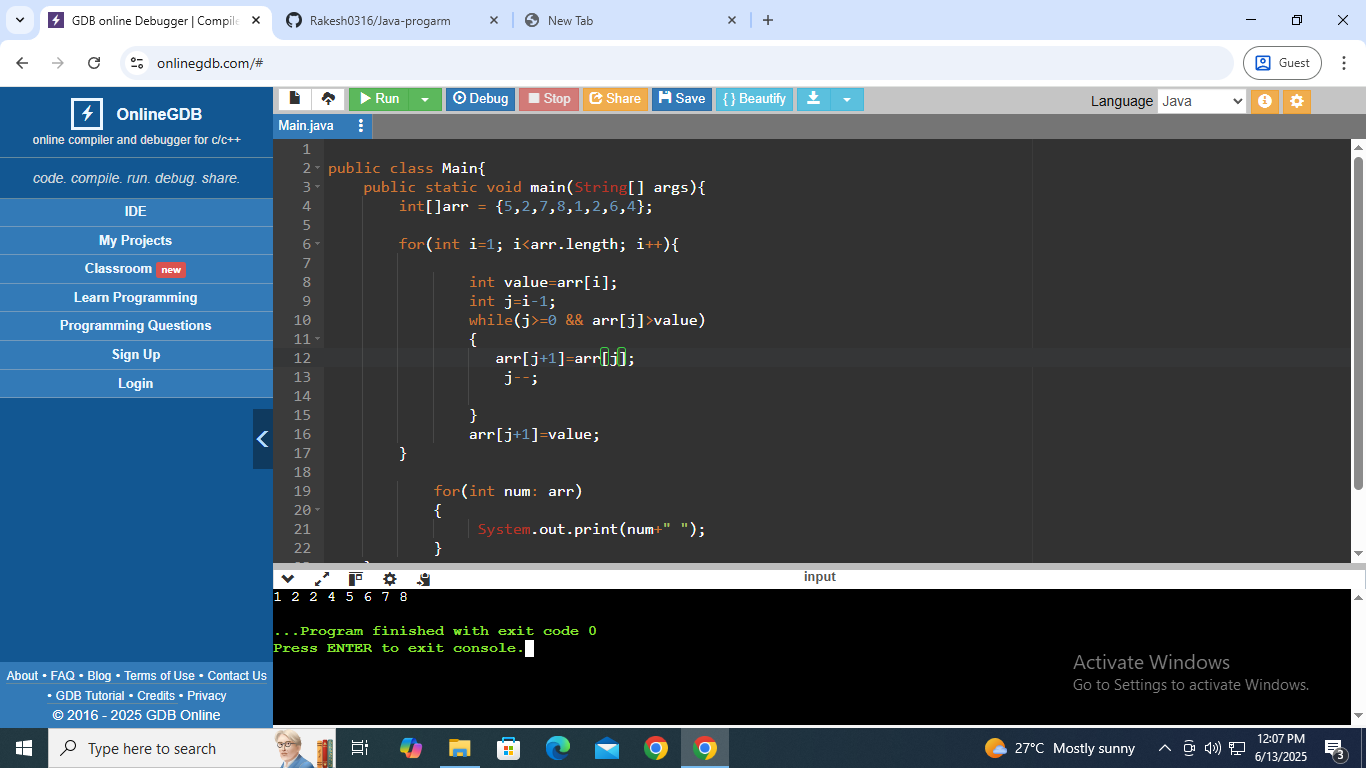 GDB online Debugger | Compile
Rakesh0316/Java-progarm
New Tab
onlinegdb.com/#
Guest
OnlineGDB
online compiler and debugger for c/c++
code. compile. run. debug. share.
IDE
My Projects
Classroom new
Learn Programming
Programming Questions
Sign Up
Login
About • FAQ • Blog • Terms of Use • Contact Us
• GDB Tutorial • Credits • Privacy
© 2016 - 2025 GDB Online
Run Debug Stop Share Save { } Beautify
Language Java
Main.java
1
2 public class Main{
3 public static void main(String[] args){
4 int[]arr = {5,2,7,8,1,2,6,4};
5
6 for(int i=1; i<arr.length; i++){
7
8 int value=arr[i];
9 int j=i-1;
10 while(j>=0 && arr[j]>value)
11 {
12 arr[j+1]=arr[j];
13 j--;
14
15 }
16 arr[j+1]=value;
17 }
18
19 for(int num: arr)
20 {
21 System.out.print(num+" ");
22 }
input
1 2 2 4 5 6 7 8
...Program finished with exit code 0
Press ENTER to exit console.
Activate Windows
Go to Settings to activate Windows.
Type here to search
27°C Mostly sunny
12:07 PM
6/13/2025
3